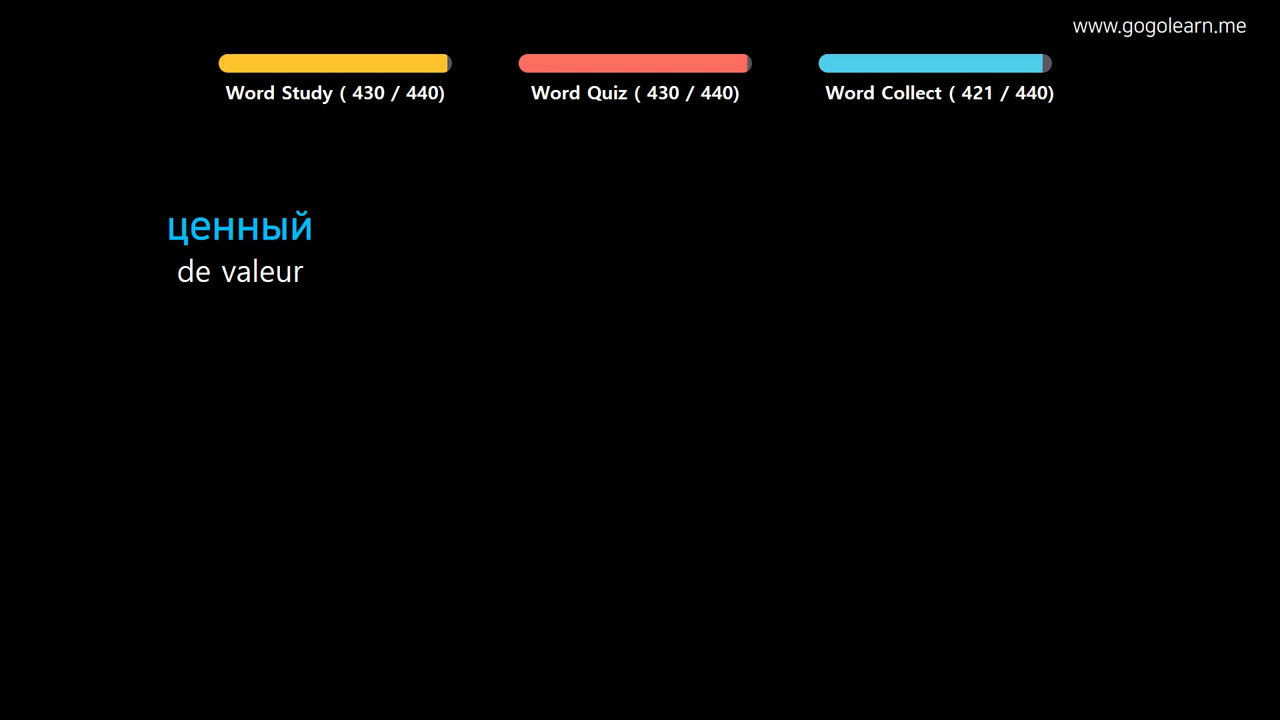 www.gogolearn.me
Word Study ( 430 / 440)
Word Quiz ( 430 / 440)
Word Collect ( 421 / 440)
ценный
de valeur